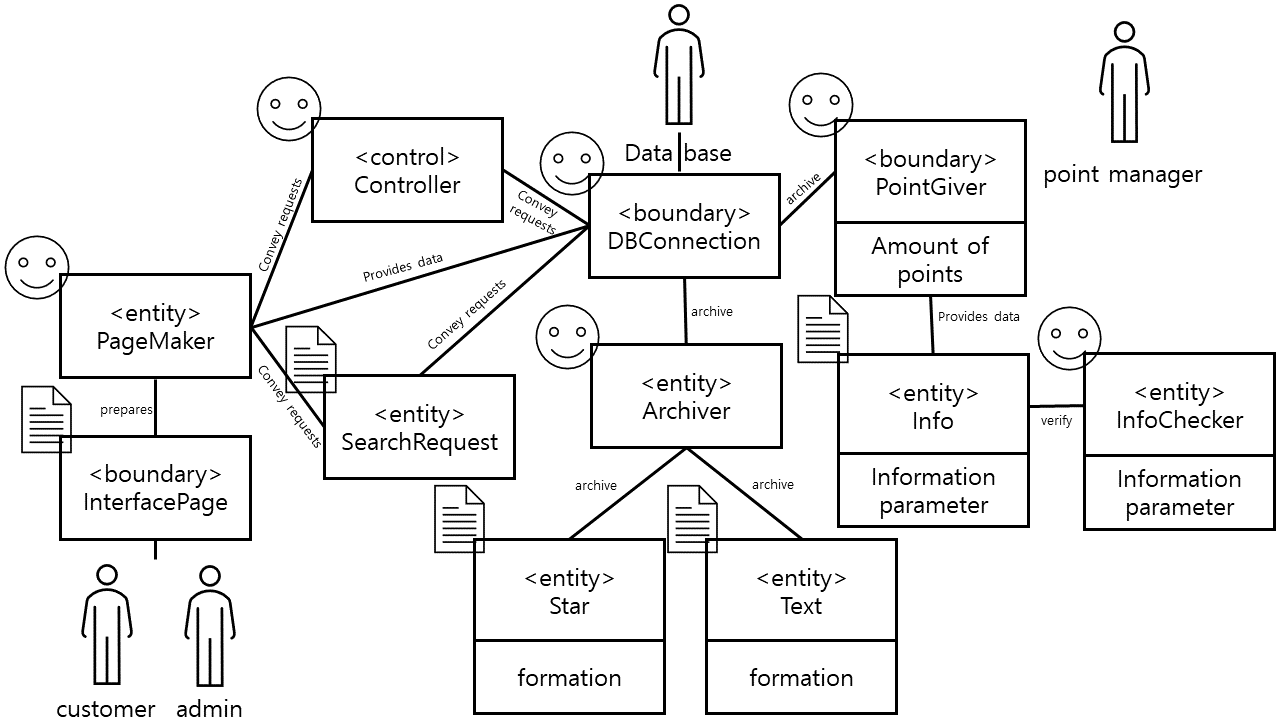 Data base
point manager
<control>
Controller
<boundary>
DBConnection
<boundary>
PointGiver
Amount of
points
archive
Convey requests
Convey
requests
Provides data
Convey requests
Convey requests
<entity>
PageMaker
prepares
<boundary>
InterfacePage
customer
admin
<entity>
SearchRequest
archive
<entity>
Archiver
archive
archive
<entity>
Star
formation
<entity>
Text
formation
Provides data
<entity>
Info
Information
parameter
verify
<entity>
InfoChecker
Information
parameter